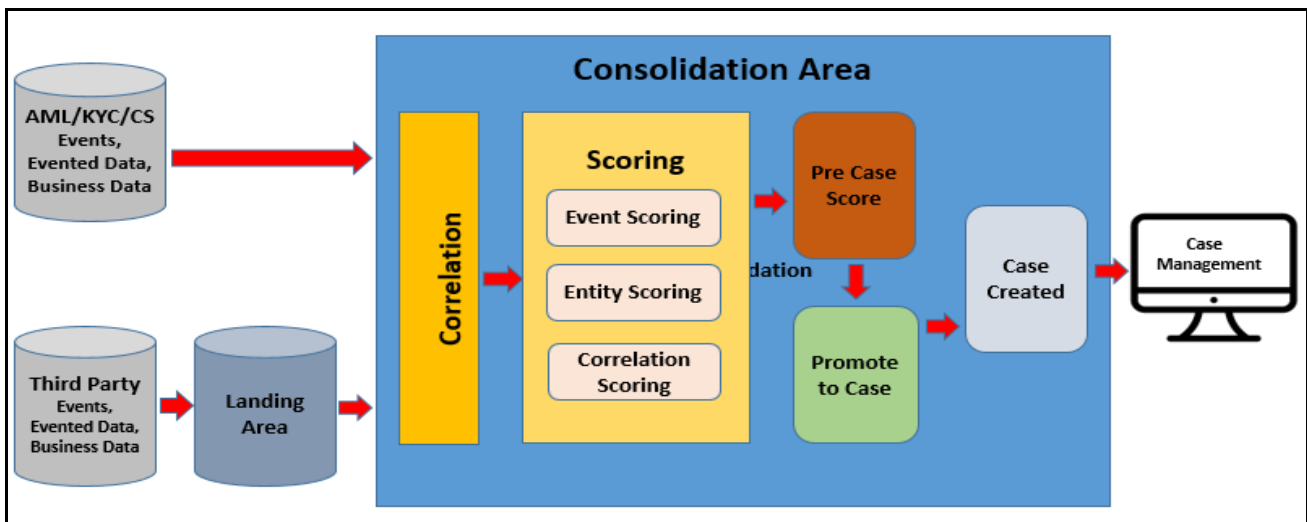 Consolidation Area
AML/KYC/CS
Events,
Evented Data,
Business Data
Correlation
Scoring
Event Scoring
Entity Scoring
Correlation
Scoring
Pre Case
Score
dation
Promote
to Case
Case
Created
Case
Management
Third Party
Events,
Evented Data,
Business Data
Landing
Area